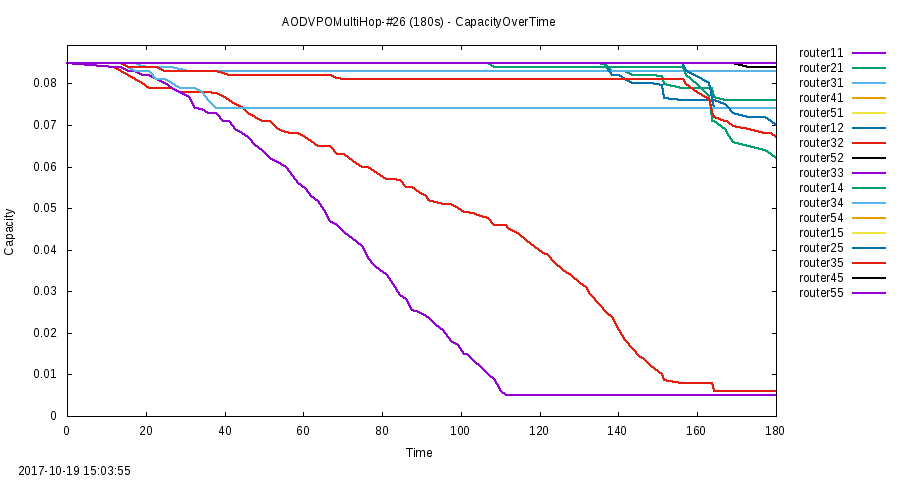 AODVPOMultiHop-#26 (180s) - CapacityOverTime
router11
router21
router31
router41
router51
router12
router32
router52
router33
router14
router34
router54
router15
router25
router35
router45
router55
Capacity
0.08
0.07
0.06
0.05
0.04
0.03
0.02
0.01
0
0 20 40 60 80 100 120 140 160 180
Time
2017-10-19 15:03:55